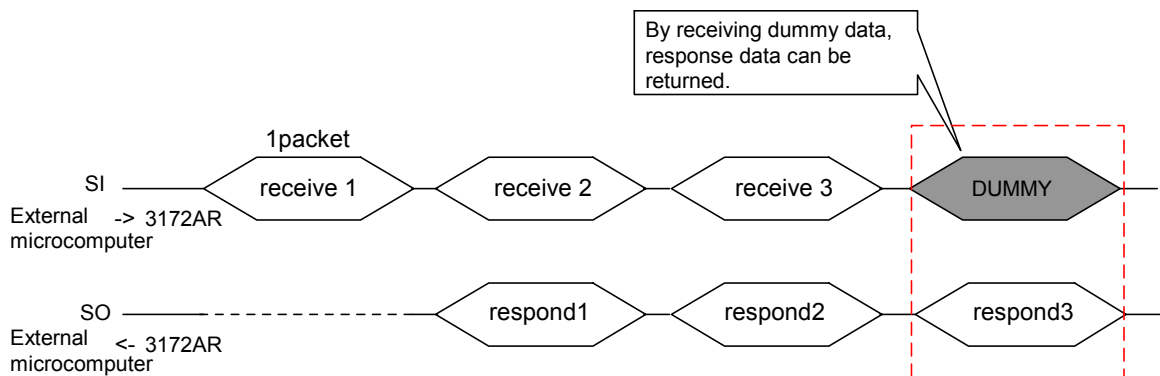 By receiving dummy data,
response data can be
returned.
1packet
SI
receive 1
receive 2
receive 3
DUMMY
External -> 3172AR
microcomputer
SO
respond1
respond2
respond3
External
<- 3172AR
microcomputer